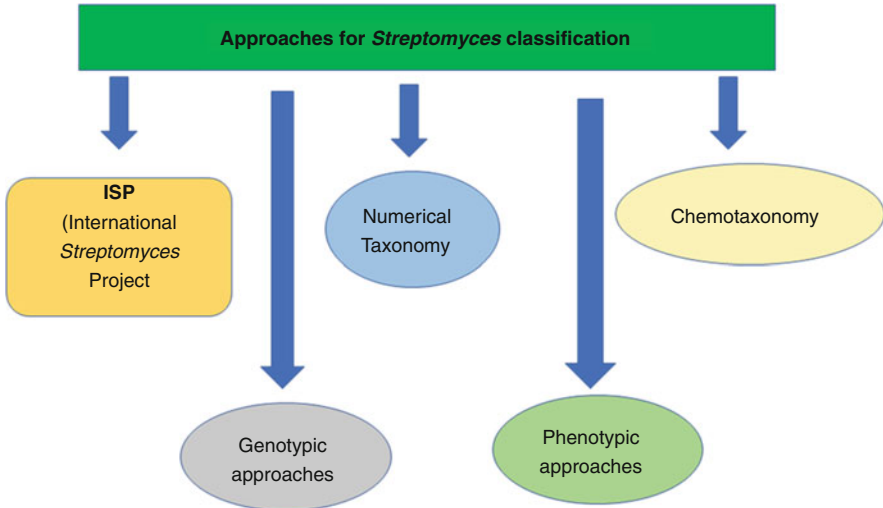 Approaches for Streptomyces classification
ISP
(International
Streptomyces
Project
Numerical
Taxonomy
Chemotaxonomy
Genotypic
approaches
Phenotypic
approaches